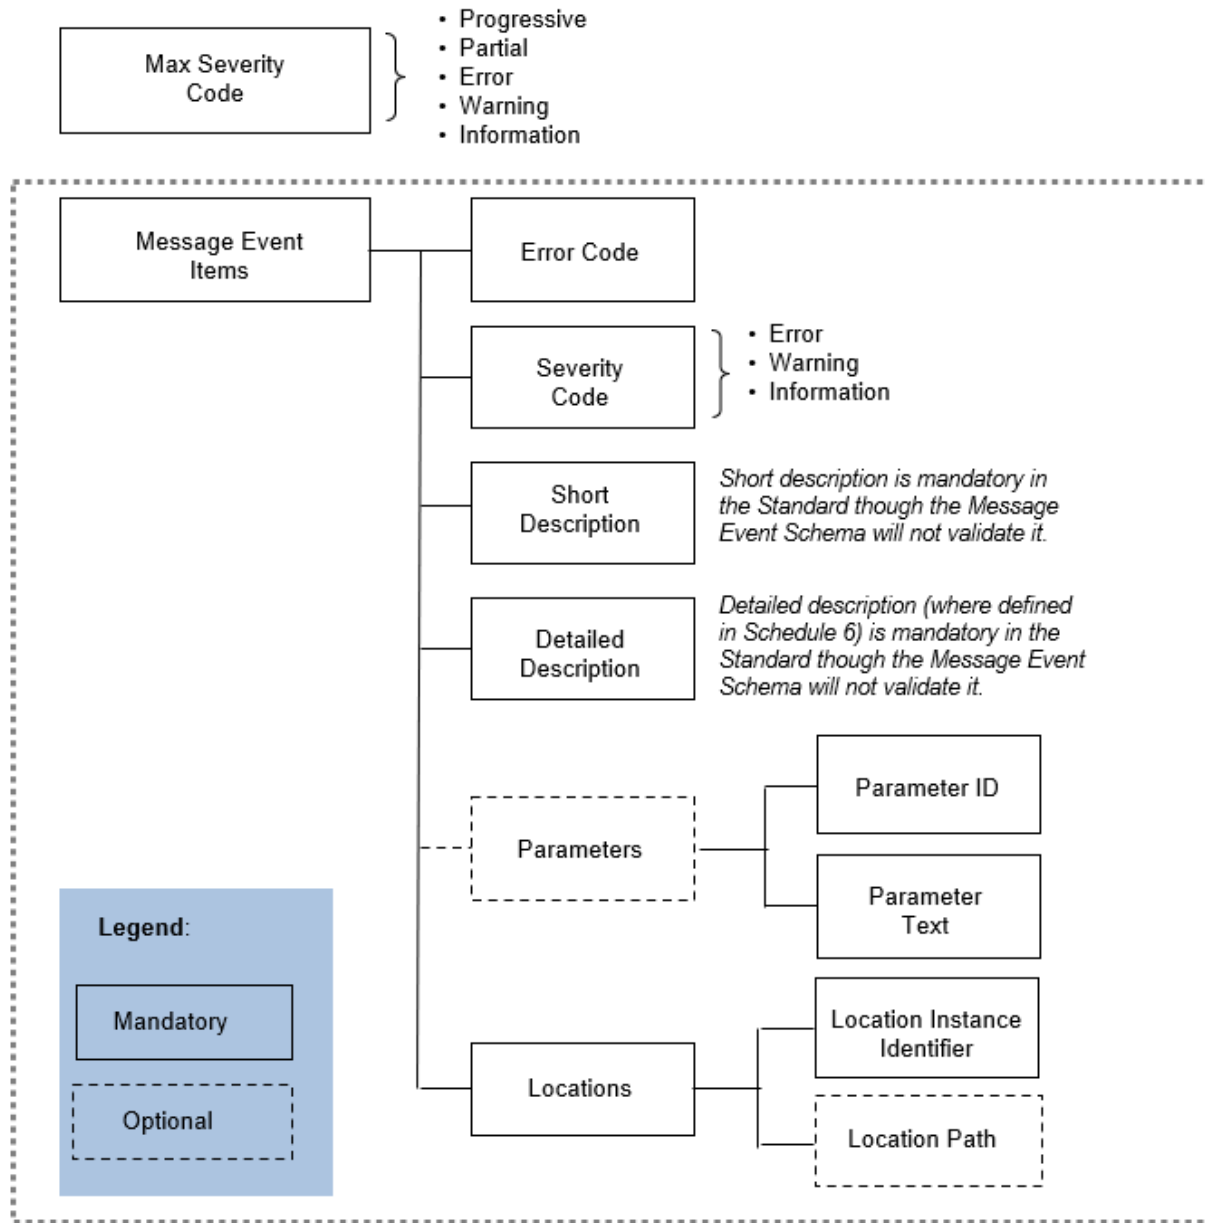 Max Severity
Code
• Progressive
• Partial
• Error
• Warning
• Information
Message Event
Items
Error Code
Severity
Code
• Error
• Warning
• Information
Short
Description
Short description is mandatory in
the Standard though the Message
Event Schema will not validate it.
Detailed
Description
Detailed description (where defined
in Schedule 6) is mandatory in the
Standard though the Message Event
Schema will not validate it.
Parameters
Parameter ID
Parameter
Text
Locations
Location Instance
Identifier
Location Path
Legend:
Mandatory
Optional